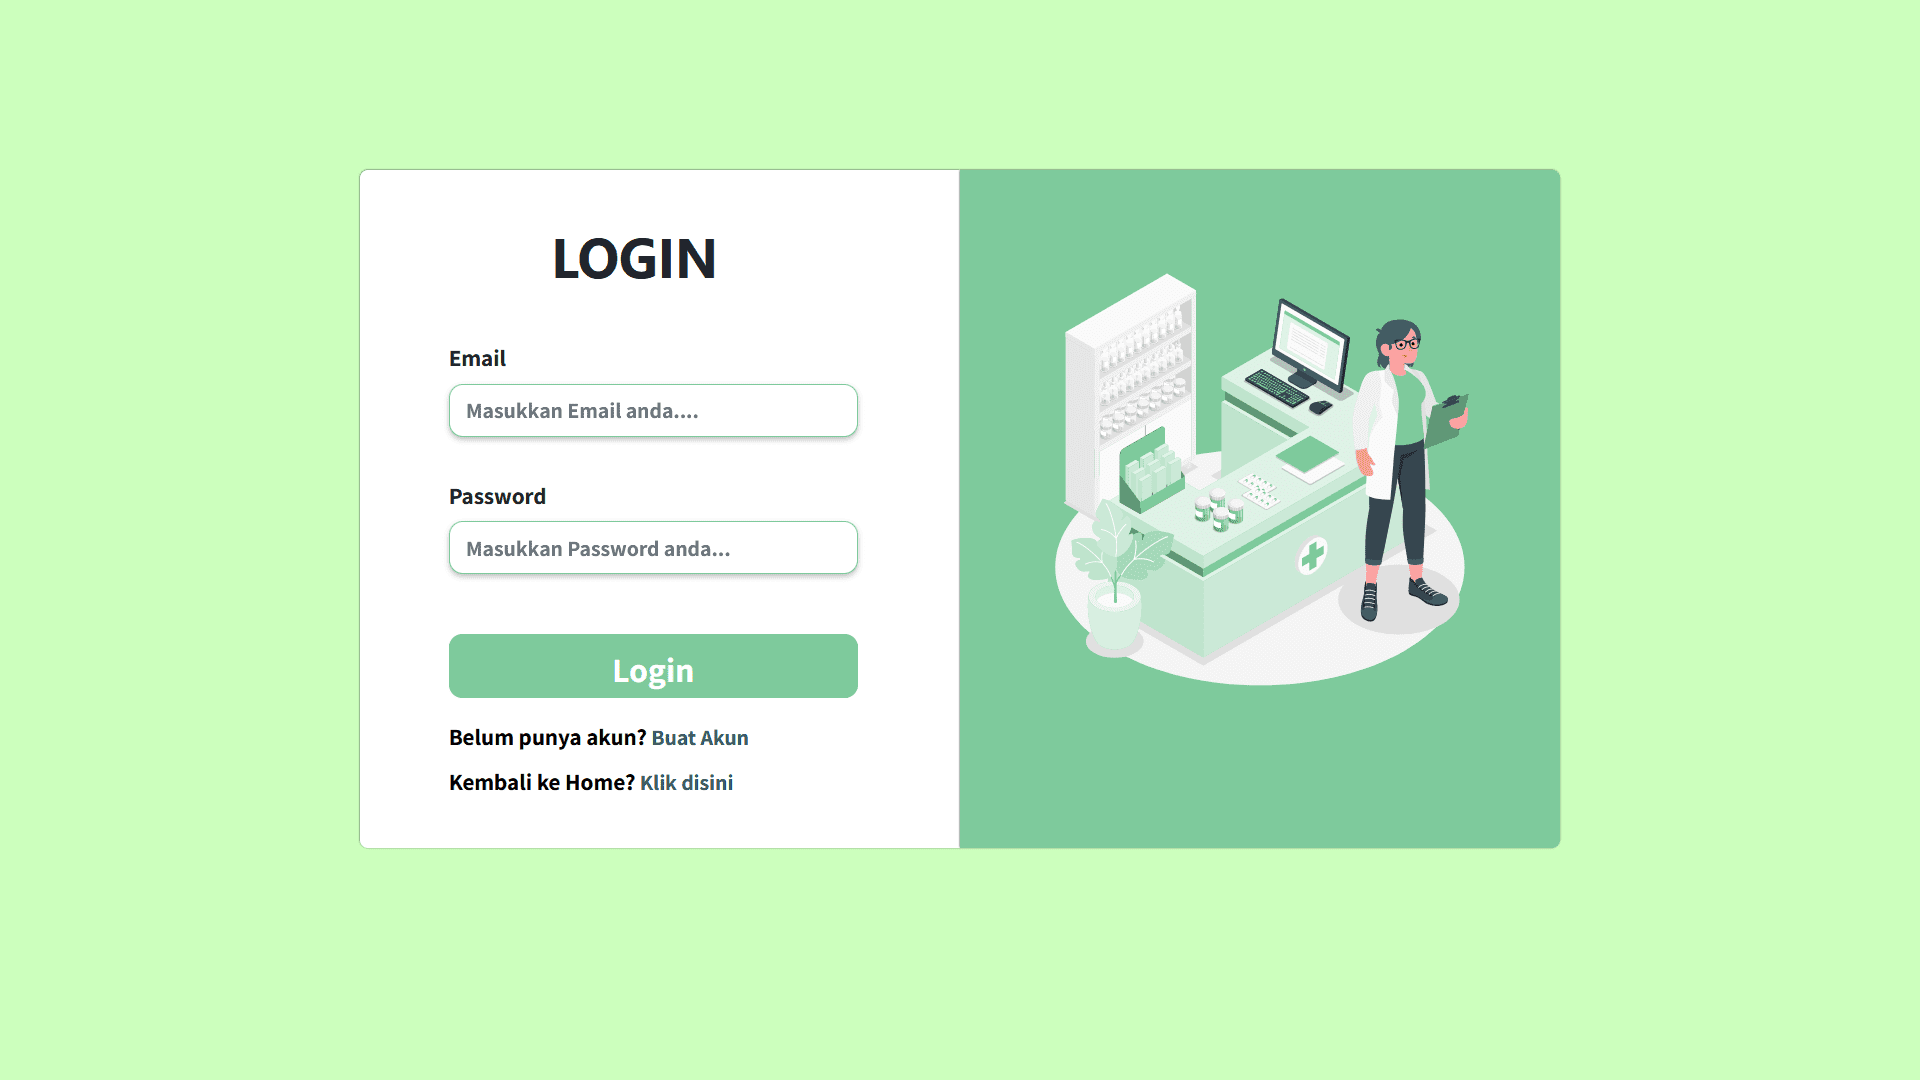 LOGIN
Email
Masukkan Email anda....
Password
Masukkan Password anda...
Login
Belum punya akun? Buat Akun
Kembali ke Home? Klik disini